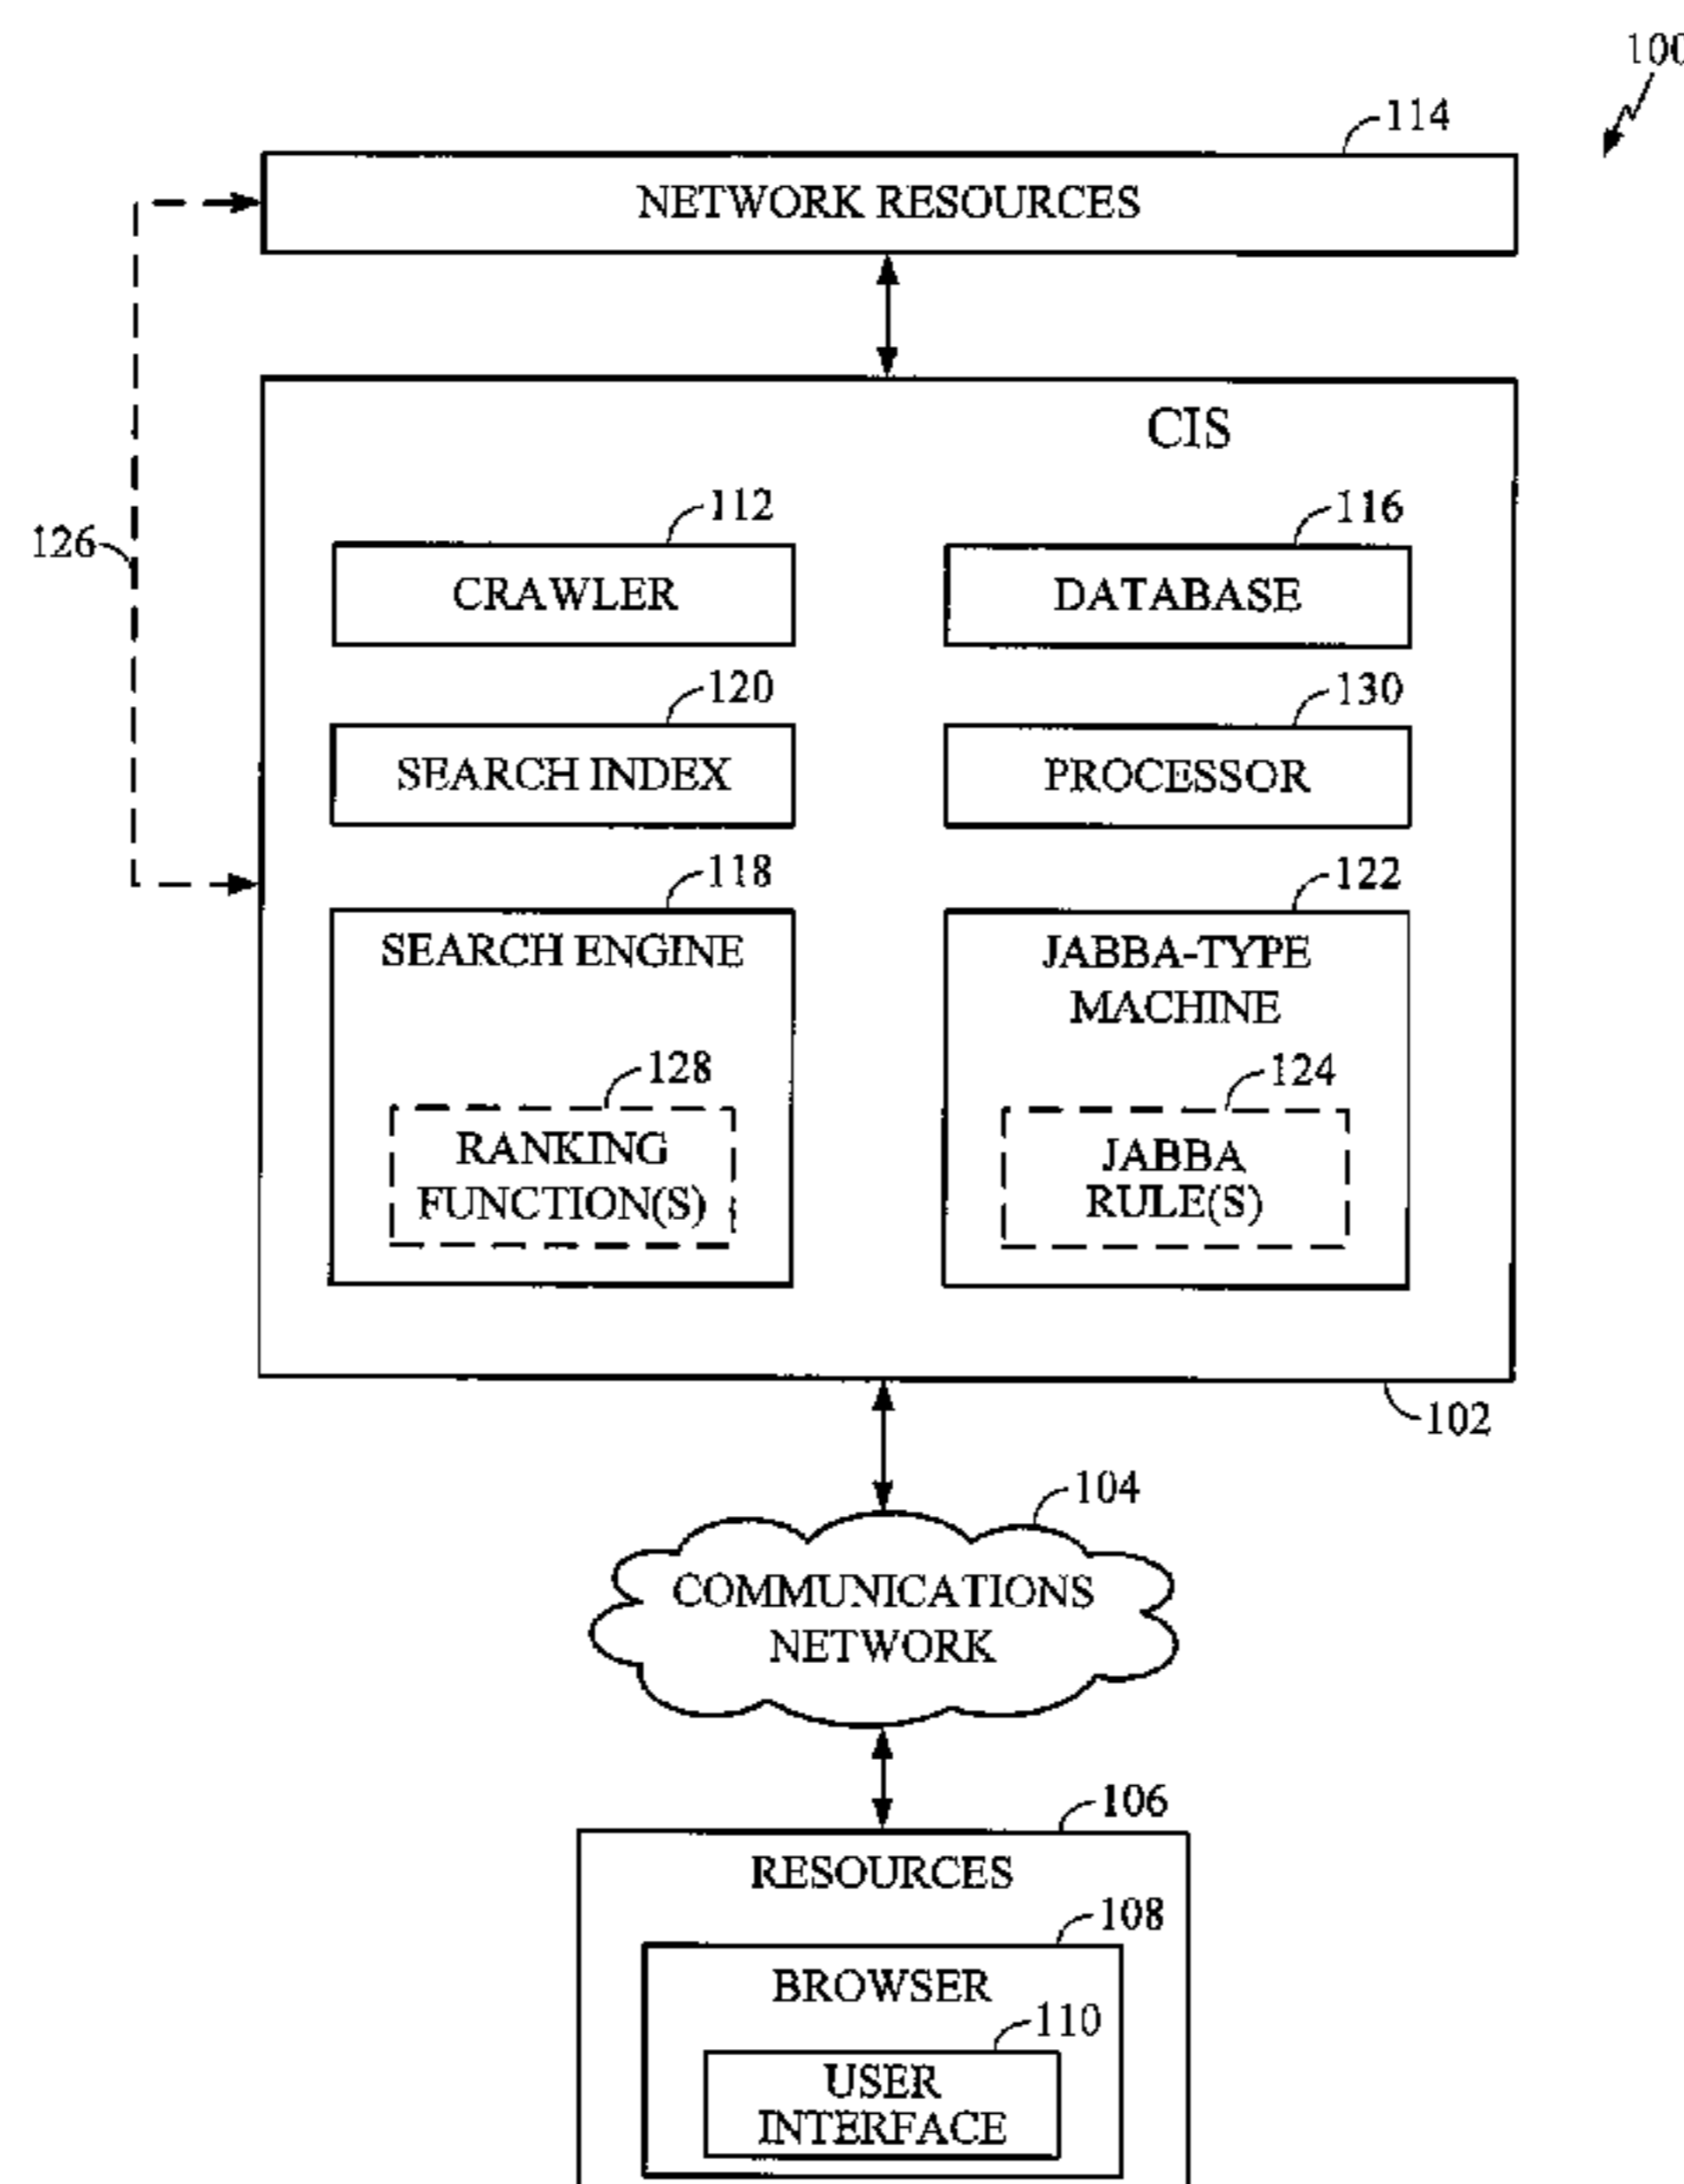 100
114
NETWORK RESOURCES
CIS
112
116
126
CRAWLER
DATABASE
120
130
SEARCH INDEX
PROCESSOR
118
122
SEARCH ENGINE
JABBA-TYPE
MACHINE
128
124
RANKING
FUNCTION(S)
JABBA
RULE(S)
102
104
COMMUNICATIONS
NETWORK
106
RESOURCES
108
BROWSER
110
USER
INTERFACE